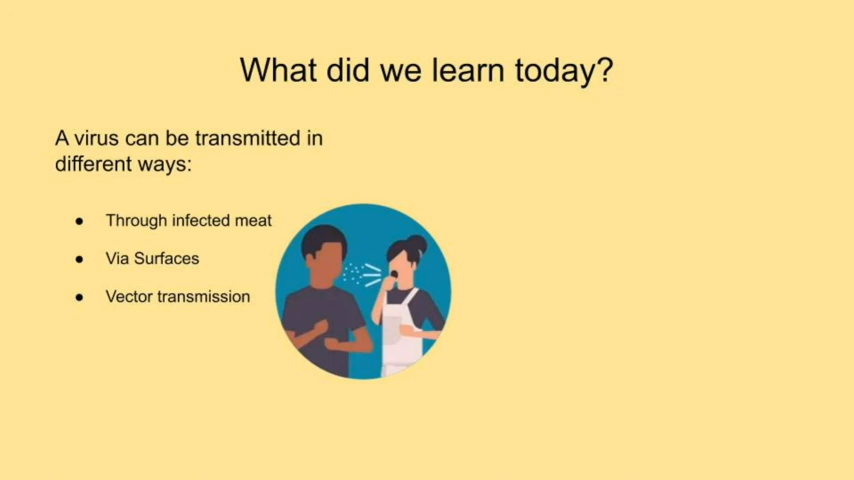 What did we learn today?
A virus can be transmitted in
different ways:
● Through infected meat
● Via Surfaces
● Vector transmission